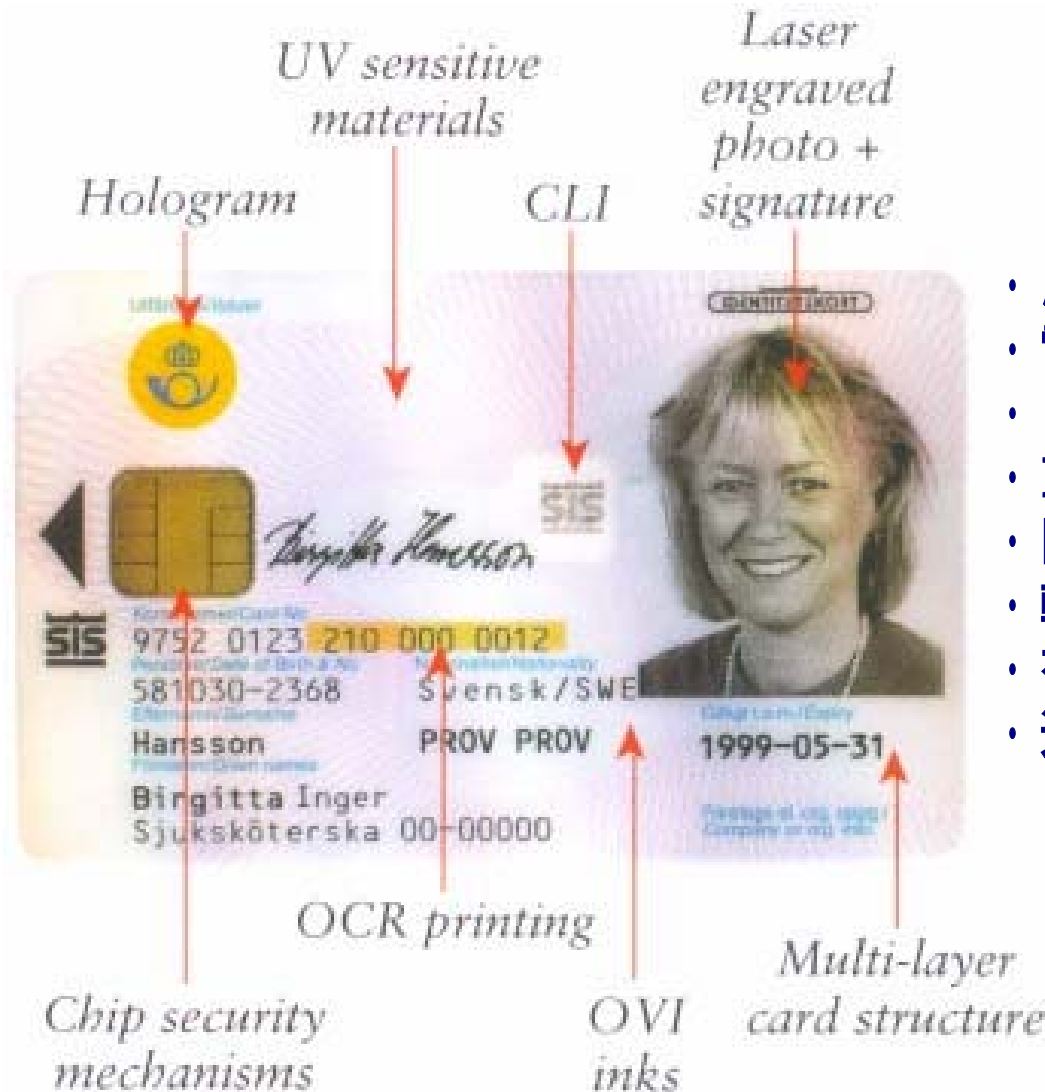 UV sensitive
materials
Laser
engraved
photo +
signature
Hologram
CLI
IDENTITETSKORT
SIS
SIS
9752 0123 210 000 0012
581030-2368 Svensk/SWE
Hansson PROV PROV
1999-05-31
Birgitta Inger
Sjuksköterska 00-00000
OCR printing
Chip security
mechanisms
OVI
inks
Multi-layer
card structure